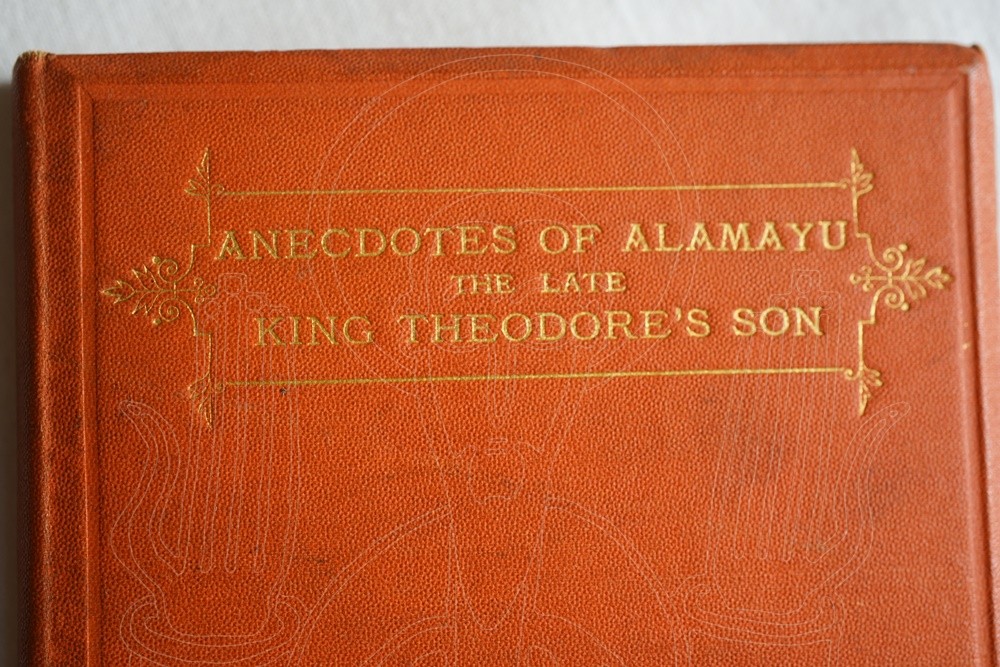 ANECDOTES OF ALAMAYU
THE LATE
KING THEODORE'S SON